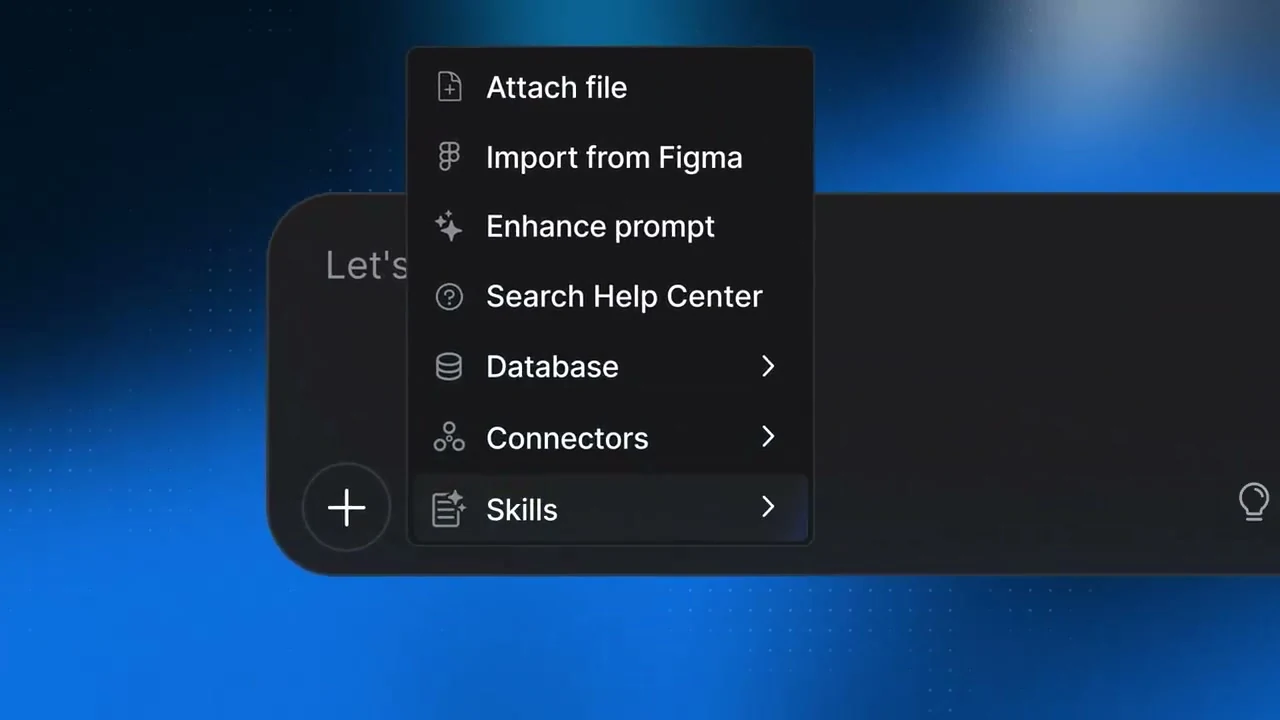 Attach file
Import from Figma
Enhance prompt
Let's
Search Help Center
Database
Connectors
Skills